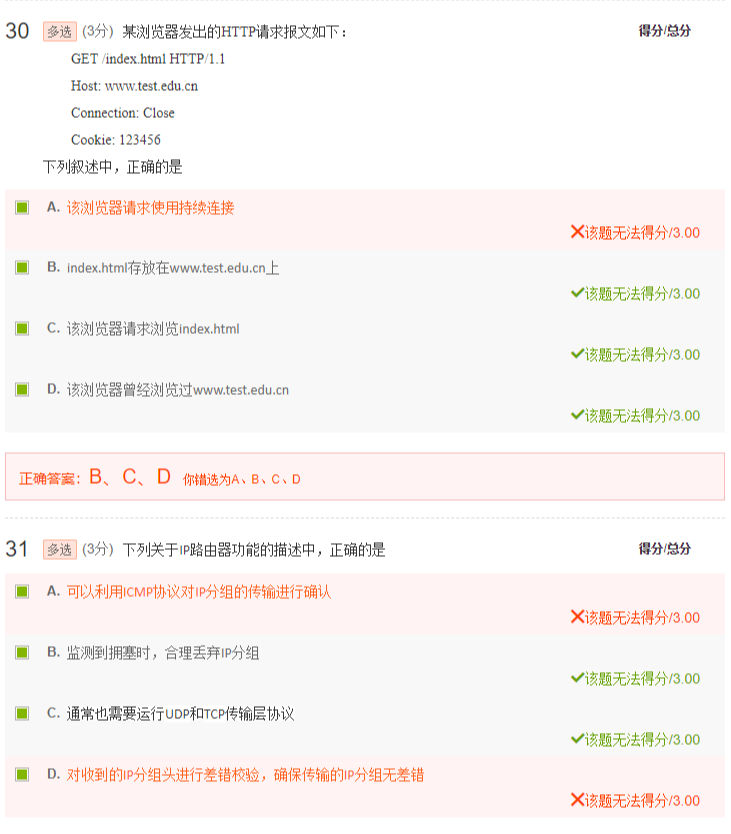 30 多选 (3分) 某浏览器发出的HTTP请求报文如下： 得分/总分
GET /index.html HTTP/1.1
Host: www.test.edu.cn
Connection: Close
Cookie: 123456
下列叙述中，正确的是
A. 该浏览器请求使用持续连接
该题无法得分/3.00
B. index.html存放在www.test.edu.cn上
该题无法得分/3.00
C. 该浏览器请求浏览index.html
该题无法得分/3.00
D. 该浏览器曾经浏览过www.test.edu.cn
该题无法得分/3.00
正确答案：B、C、D 你错选为A、B、C、D
31 多选 (3分) 下列关于IP路由器功能的描述中，正确的是 得分/总分
A. 可以利用ICMP协议对IP分组的传输进行确认
该题无法得分/3.00
B. 监测到拥塞时，合理丢弃IP分组
该题无法得分/3.00
C. 通常也需要运行UDP和TCP传输层协议
该题无法得分/3.00
D. 对收到的IP分组头进行差错校验，确保传输的IP分组无差错
该题无法得分/3.00